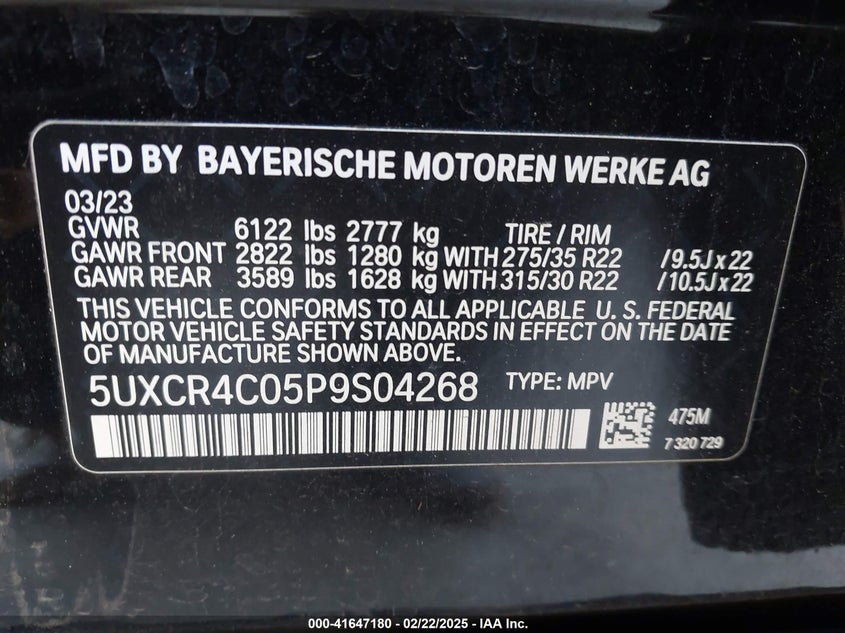 MFD BY BAYERISCHE MOTOREN WERKE AG
03/23
GVWR 6122 lbs 2777 kg TIRE / RIM
GAWR FRONT 2822 lbs 1280 kg WITH 275/35 R22 / 9.5J x 22
GAWR REAR 3589 lbs 1628 kg WITH 315/30 R22 / 10.5J x 22
THIS VEHICLE CONFORMS TO ALL APPLICABLE U. S. FEDERAL
MOTOR VEHICLE SAFETY STANDARDS IN EFFECT ON THE DATE
OF MANUFACTURE SHOWN ABOVE.
5UXCR4C05P9S04268 TYPE: MPV
475M
7 320 729
000-41647180 - 02/22/2025 - IAA Inc.